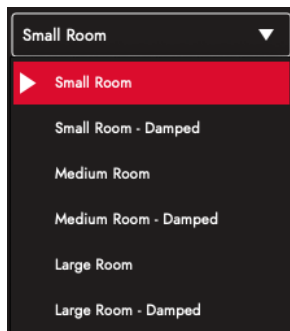 Small Room
Small Room
Small Room - Damped
Medium Room
Medium Room - Damped
Large Room
Large Room - Damped